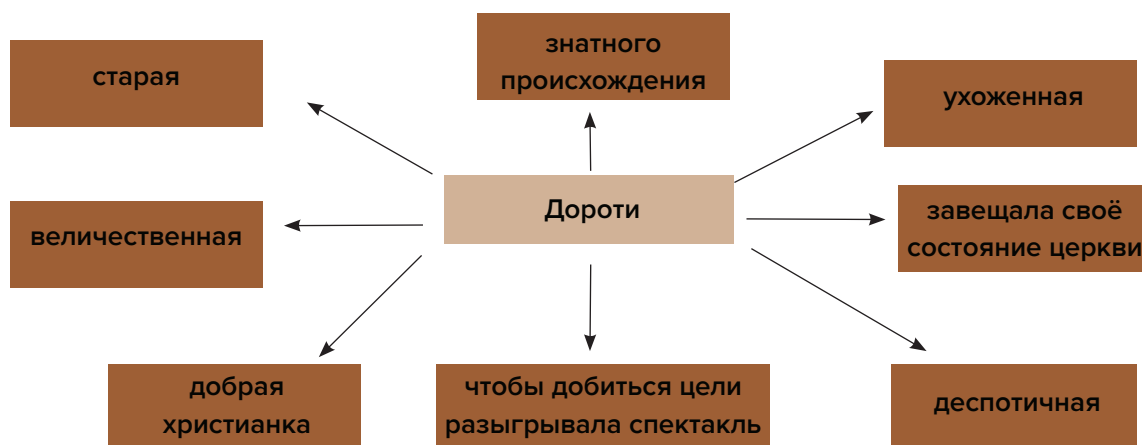 знатного
происхождения
старая
ухоженная
Дороти
величественная
завещала своё
состояние церкви
добрая
христианка
чтобы добиться цели
разыгрывала спектакль
деспотичная